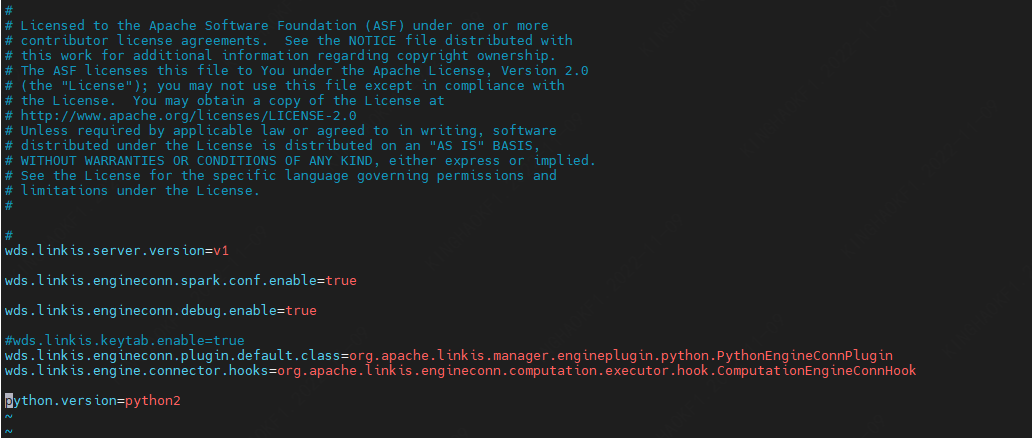 #
# Licensed to the Apache Software Foundation (ASF) under one or more
# contributor license agreements.  See the NOTICE file distributed with
# this work for additional information regarding copyright ownership.
# The ASF licenses this file to You under the Apache License, Version 2.0
# (the "License"); you may not use this file except in compliance with
# the License.  You may obtain a copy of the License at
# http://www.apache.org/licenses/LICENSE-2.0
# Unless required by applicable law or agreed to in writing, software
# distributed under the License is distributed on an "AS IS" BASIS,
# WITHOUT WARRANTIES OR CONDITIONS OF ANY KIND, either express or implied.
# See the License for the specific language governing permissions and
# limitations under the License.
#
#
wds.linkis.server.version=v1
wds.linkis.engineconn.spark.conf.enable=true
wds.linkis.engineconn.debug.enable=true
#wds.linkis.keytab.enable=true
wds.linkis.engineconn.plugin.default.class=org.apache.linkis.manager.engineplugin.python.PythonEngineConnPlugin
wds.linkis.engine.connector.hooks=org.apache.linkis.engineconn.computation.executor.hook.ComputationEngineConnHook
python.version=python2
~
~